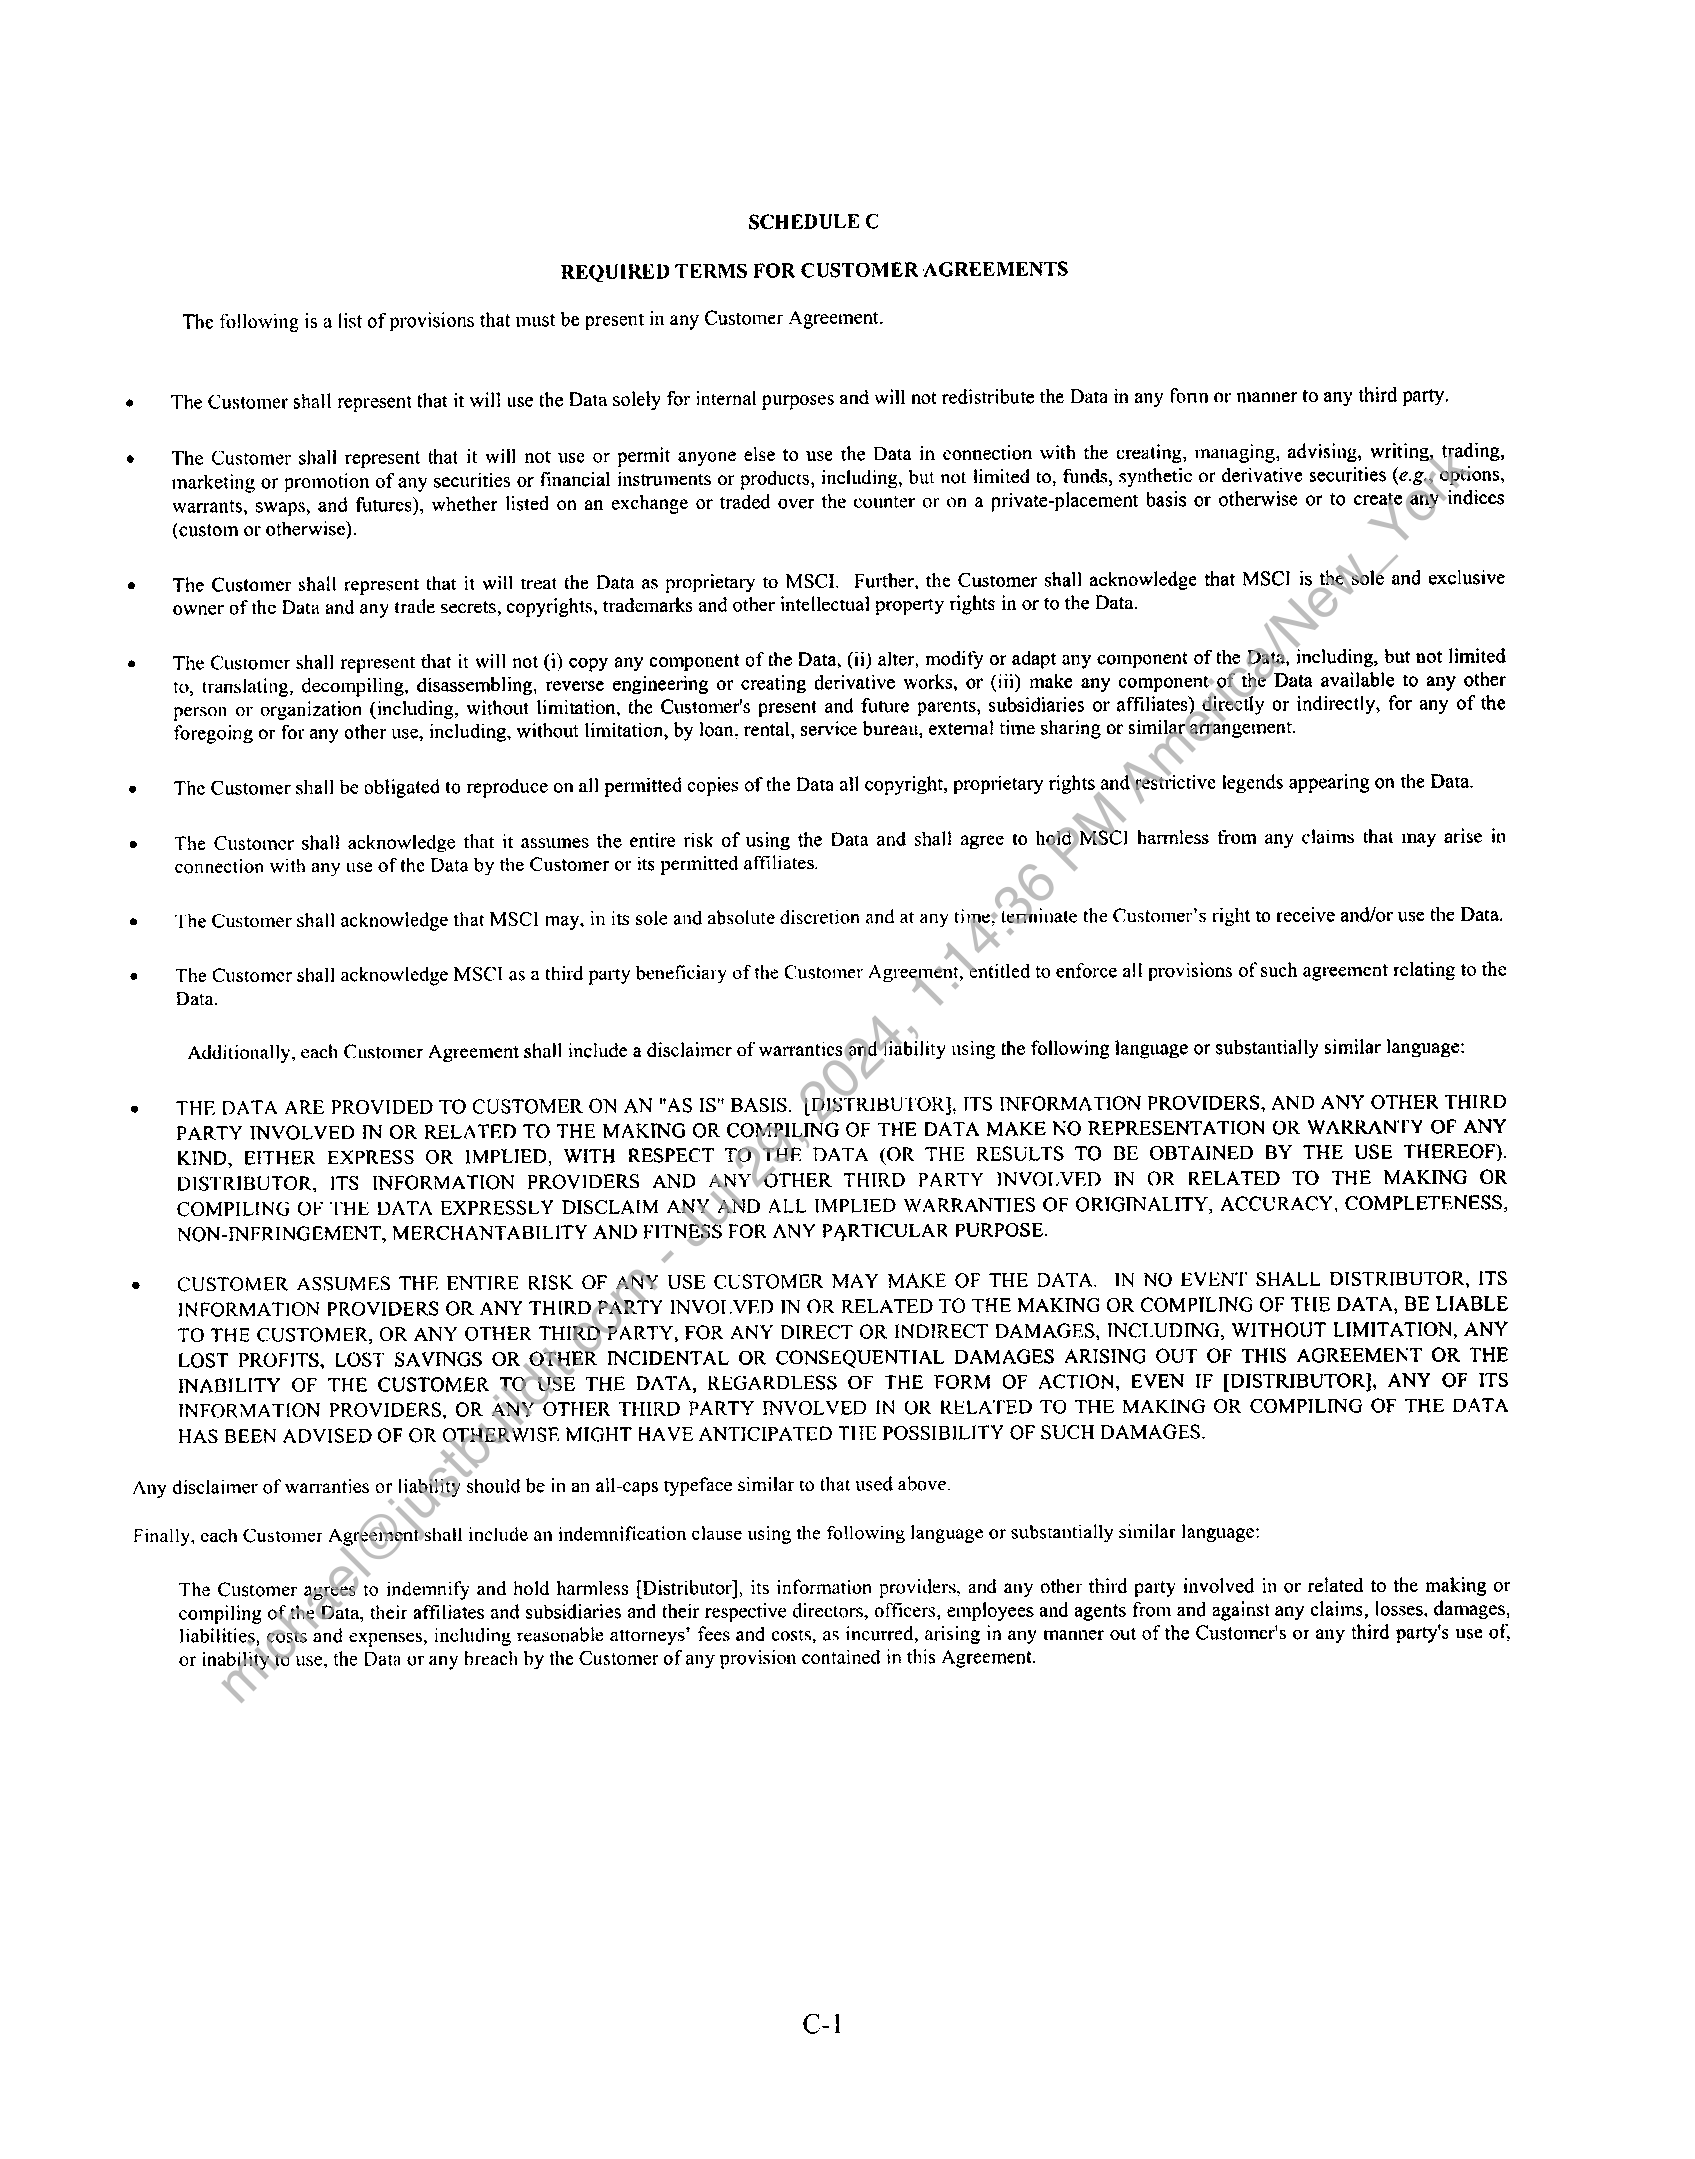 SCHEDULE C
REQUIRED TERMS FOR CUSTOMER AGREEMENTS
The following is a list of provisions that must be present in any Customer Agreement.
• The Customer shall represent that it will use the Data solely for internal purposes and will not redistribute the Data in any form or manner to any third party.
• The Customer shall represent that it will not use or permit anyone else to use the Data in connection with the creating, managing, advising, writing, trading,
marketing or promotion of any securities or financial instruments or products, including, but not limited to, funds, synthetic or derivative securities (e.g., options,
warrants, swaps, and futures), whether listed on an exchange or traded over the counter or on a private-placement basis or otherwise or to create any indices
(custom or otherwise).
• The Customer shall represent that it will treat the Data as proprietary to MSCI. Further, the Customer shall acknowledge that MSCI is the sole and exclusive
owner of the Data and any trade secrets, copyrights, trademarks and other intellectual property rights in or to the Data.
• The Customer shall represent that it will not (i) copy any component of the Data, (ii) alter, modify or adapt any component of the Data, including, but not limited
to, translating, decompiling, disassembling, reverse engineering or creating derivative works, or (iii) make any component of the Data available to any other
person or organization (including, without limitation, the Customer's present and future parents, subsidiaries or affiliates) directly or indirectly, for any of the
foregoing or for any other use, including, without limitation, by loan, rental, service bureau, external time sharing or similar arrangement.
• The Customer shall be obligated to reproduce on all permitted copies of the Data all copyright, proprietary rights and restrictive legends appearing on the Data.
• The Customer shall acknowledge that it assumes the entire risk of using the Data and shall agree to hold MSCI harmless from any claims that may arise in
connection with any use of the Data by the Customer or its permitted affiliates.
• The Customer shall acknowledge that MSCI may, in its sole and absolute discretion and at any time, terminate the Customer's right to receive and/or use the Data.
• The Customer shall acknowledge MSCI as a third party beneficiary of the Customer Agreement, entitled to enforce all provisions of such agreement relating to the
Data.
Additionally, each Customer Agreement shall include a disclaimer of warranties and liability using the following language or substantially similar language:
• THE DATA ARE PROVIDED TO CUSTOMER ON AN "AS IS" BASIS. [DISTRIBUTOR], ITS INFORMATION PROVIDERS, AND ANY OTHER THIRD
PARTY INVOLVED IN OR RELATED TO THE MAKING OR COMPILING OF THE DATA MAKE NO REPRESENTATION OR WARRANTY OF ANY
KIND, EITHER EXPRESS OR IMPLIED, WITH RESPECT TO THE DATA (OR THE RESULTS TO BE OBTAINED BY THE USE THEREOF).
DISTRIBUTOR, ITS INFORMATION PROVIDERS AND ANY OTHER THIRD PARTY INVOLVED IN OR RELATED TO THE MAKING OR
COMPILING OF THE DATA EXPRESSLY DISCLAIM ANY AND ALL IMPLIED WARRANTIES OF ORIGINALITY, ACCURACY, COMPLETENESS,
NON-INFRINGEMENT, MERCHANTABILITY AND FITNESS FOR ANY PARTICULAR PURPOSE.
• CUSTOMER ASSUMES THE ENTIRE RISK OF ANY USE CUSTOMER MAY MAKE OF THE DATA. IN NO EVENT SHALL DISTRIBUTOR, ITS
INFORMATION PROVIDERS OR ANY THIRD PARTY INVOLVED IN OR RELATED TO THE MAKING OR COMPILING OF THE DATA, BE LIABLE
TO THE CUSTOMER, OR ANY OTHER THIRD PARTY, FOR ANY DIRECT OR INDIRECT DAMAGES, INCLUDING, WITHOUT LIMITATION, ANY
LOST PROFITS, LOST SAVINGS OR OTHER INCIDENTAL OR CONSEQUENTIAL DAMAGES ARISING OUT OF THIS AGREEMENT OR THE
INABILITY OF THE CUSTOMER TO USE THE DATA, REGARDLESS OF THE FORM OF ACTION, EVEN IF [DISTRIBUTOR], ANY OF ITS
INFORMATION PROVIDERS, OR ANY OTHER THIRD PARTY INVOLVED IN OR RELATED TO THE MAKING OR COMPILING OF THE DATA
HAS BEEN ADVISED OF OR OTHERWISE MIGHT HAVE ANTICIPATED THE POSSIBILITY OF SUCH DAMAGES.
Any disclaimer of warranties or liability should be in an all-caps typeface similar to that used above.
Finally, each Customer Agreement shall include an indemnification clause using the following language or substantially similar language:
The Customer agrees to indemnify and hold harmless [Distributor], its information providers, and any other third party involved in or related to the making or
compiling of the Data, their affiliates and subsidiaries and their respective directors, officers, employees and agents from and against any claims, losses, damages,
liabilities, costs and expenses, including reasonable attorneys' fees and costs, as incurred, arising in any manner out of the Customer's or any third party's use of,
or inability to use, the Data or any breach by the Customer of any provision contained in this Agreement.
C-1
michael@justbuildit.com - Jul 29, 2024, 1:14:36 PM America/New_York